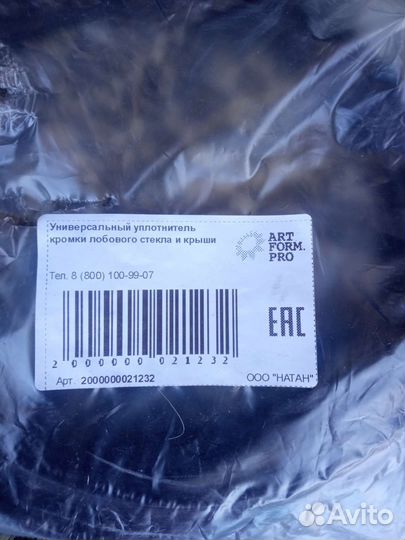 Универсальный уплотнитель
кромки лобового стекла и крыши
ART
FORM.
PRO
Тел. 8 (800) 100-99-07
2 000000 021232
EAC
Арт. 2000000021232
ООО "НАТАН"
Avito